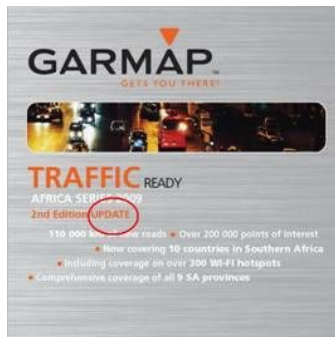 GARMAP™
GETS YOU THERE!
TRAFFIC READY
AFRICA SERIES 2009
2nd Edition UPDATE
110 000 km of new roads ▪ Over 200 000 points of interest
▪ Now covering 10 countries in Southern Africa
▪ Including coverage on over 300 WI-FI hotspots
▪ Comprehensive coverage of all 9 SA provinces